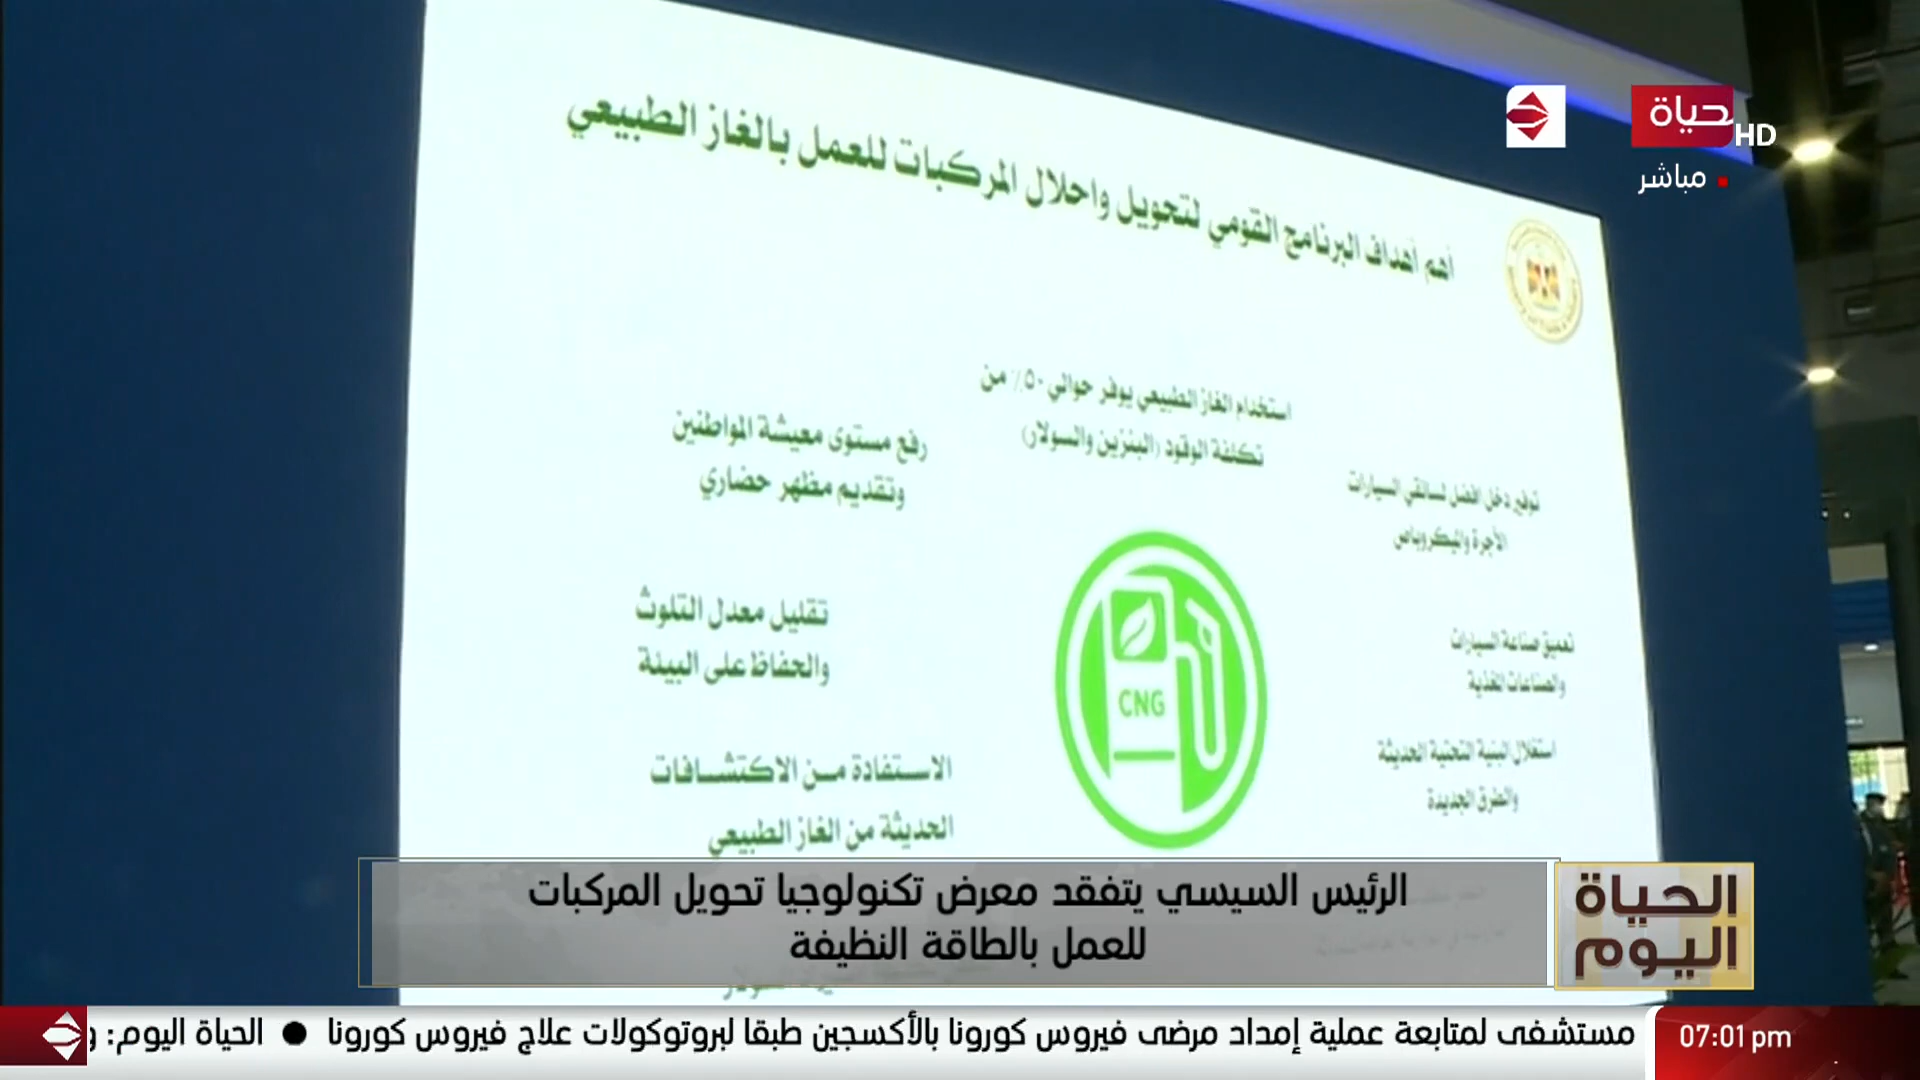 حياة
HD
مباشر
أهم أهداف البرنامج القومي لتحويل واحلال المركبات للعمل بالغاز الطبيعي
استخدام الغاز الطبيعي يوفر حوالي ٥٠٪ من
تكلفة الوقود (البنزين والسولار)
توفير دخل افضل لسائقي السيارات
الأجرة والميكروباص
تعميق صناعة السيارات
والصناعات المغذية
استغلال البنية التحتية الحديثة
والطرق الجديدة
رفع مستوى معيشة المواطنين
وتقديم مظهر حضاري
تقليل معدل التلوث
والحفاظ على البيئة
الاستفادة من الاكتشافات
الحديثة من الغاز الطبيعي
CNG
الحياة
اليوم
الرئيس السيسي يتفقد معرض تكنولوجيا تحويل المركبات
للعمل بالطاقة النظيفة
مستشفى لمتابعة عملية إمداد مرضى فيروس كورونا بالأكسجين طبقا لبروتوكولات علاج فيروس كورونا ● الحياة اليوم: و
07:01 pm